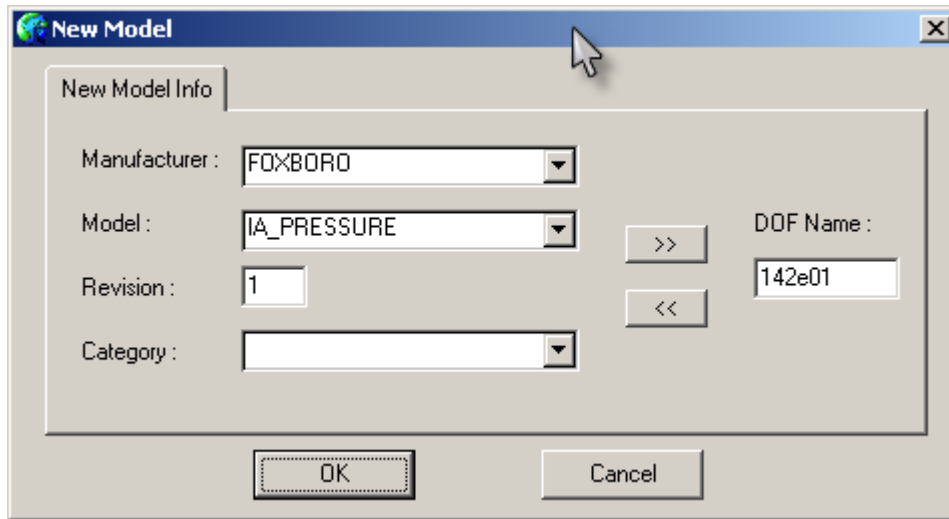 New Model
New Model Info
Manufacturer : FOXBORO
Model : IA_PRESSURE
>>
DOF Name :
Revision : 1
142e01
<<
Category :
OK
Cancel